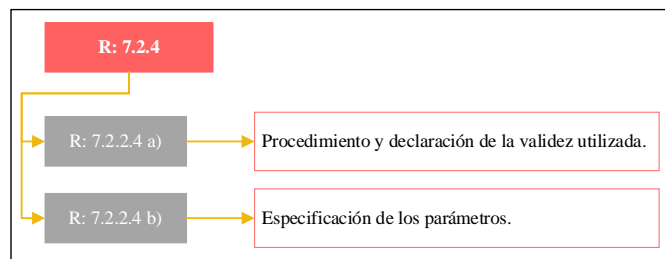 R: 7.2.4
R: 7.2.2.4 a)
Procedimiento y declaración de la validez utilizada.
R: 7.2.2.4 b)
Especificación de los parámetros.